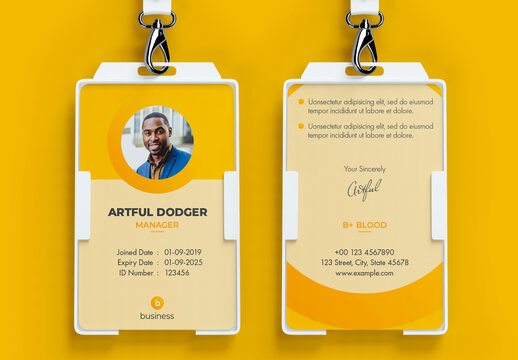 ARTFUL DODGER
MANAGER
Joined Date : 01-09-2019
Expiry Date : 01-09-2025
ID Number : 123456
b
business
Uonsectetur adipisicing elit, sed do eiusmod
tempor incididunt ut labore et dolore.
Uonsectetur adipisicing elit, sed do eiusmod
tempor incididunt ut labore et dolore.
Your Sincerely
Artful
B+ BLOOD
+00 123 4567890
123 Street, City, State 45678
www.example.com